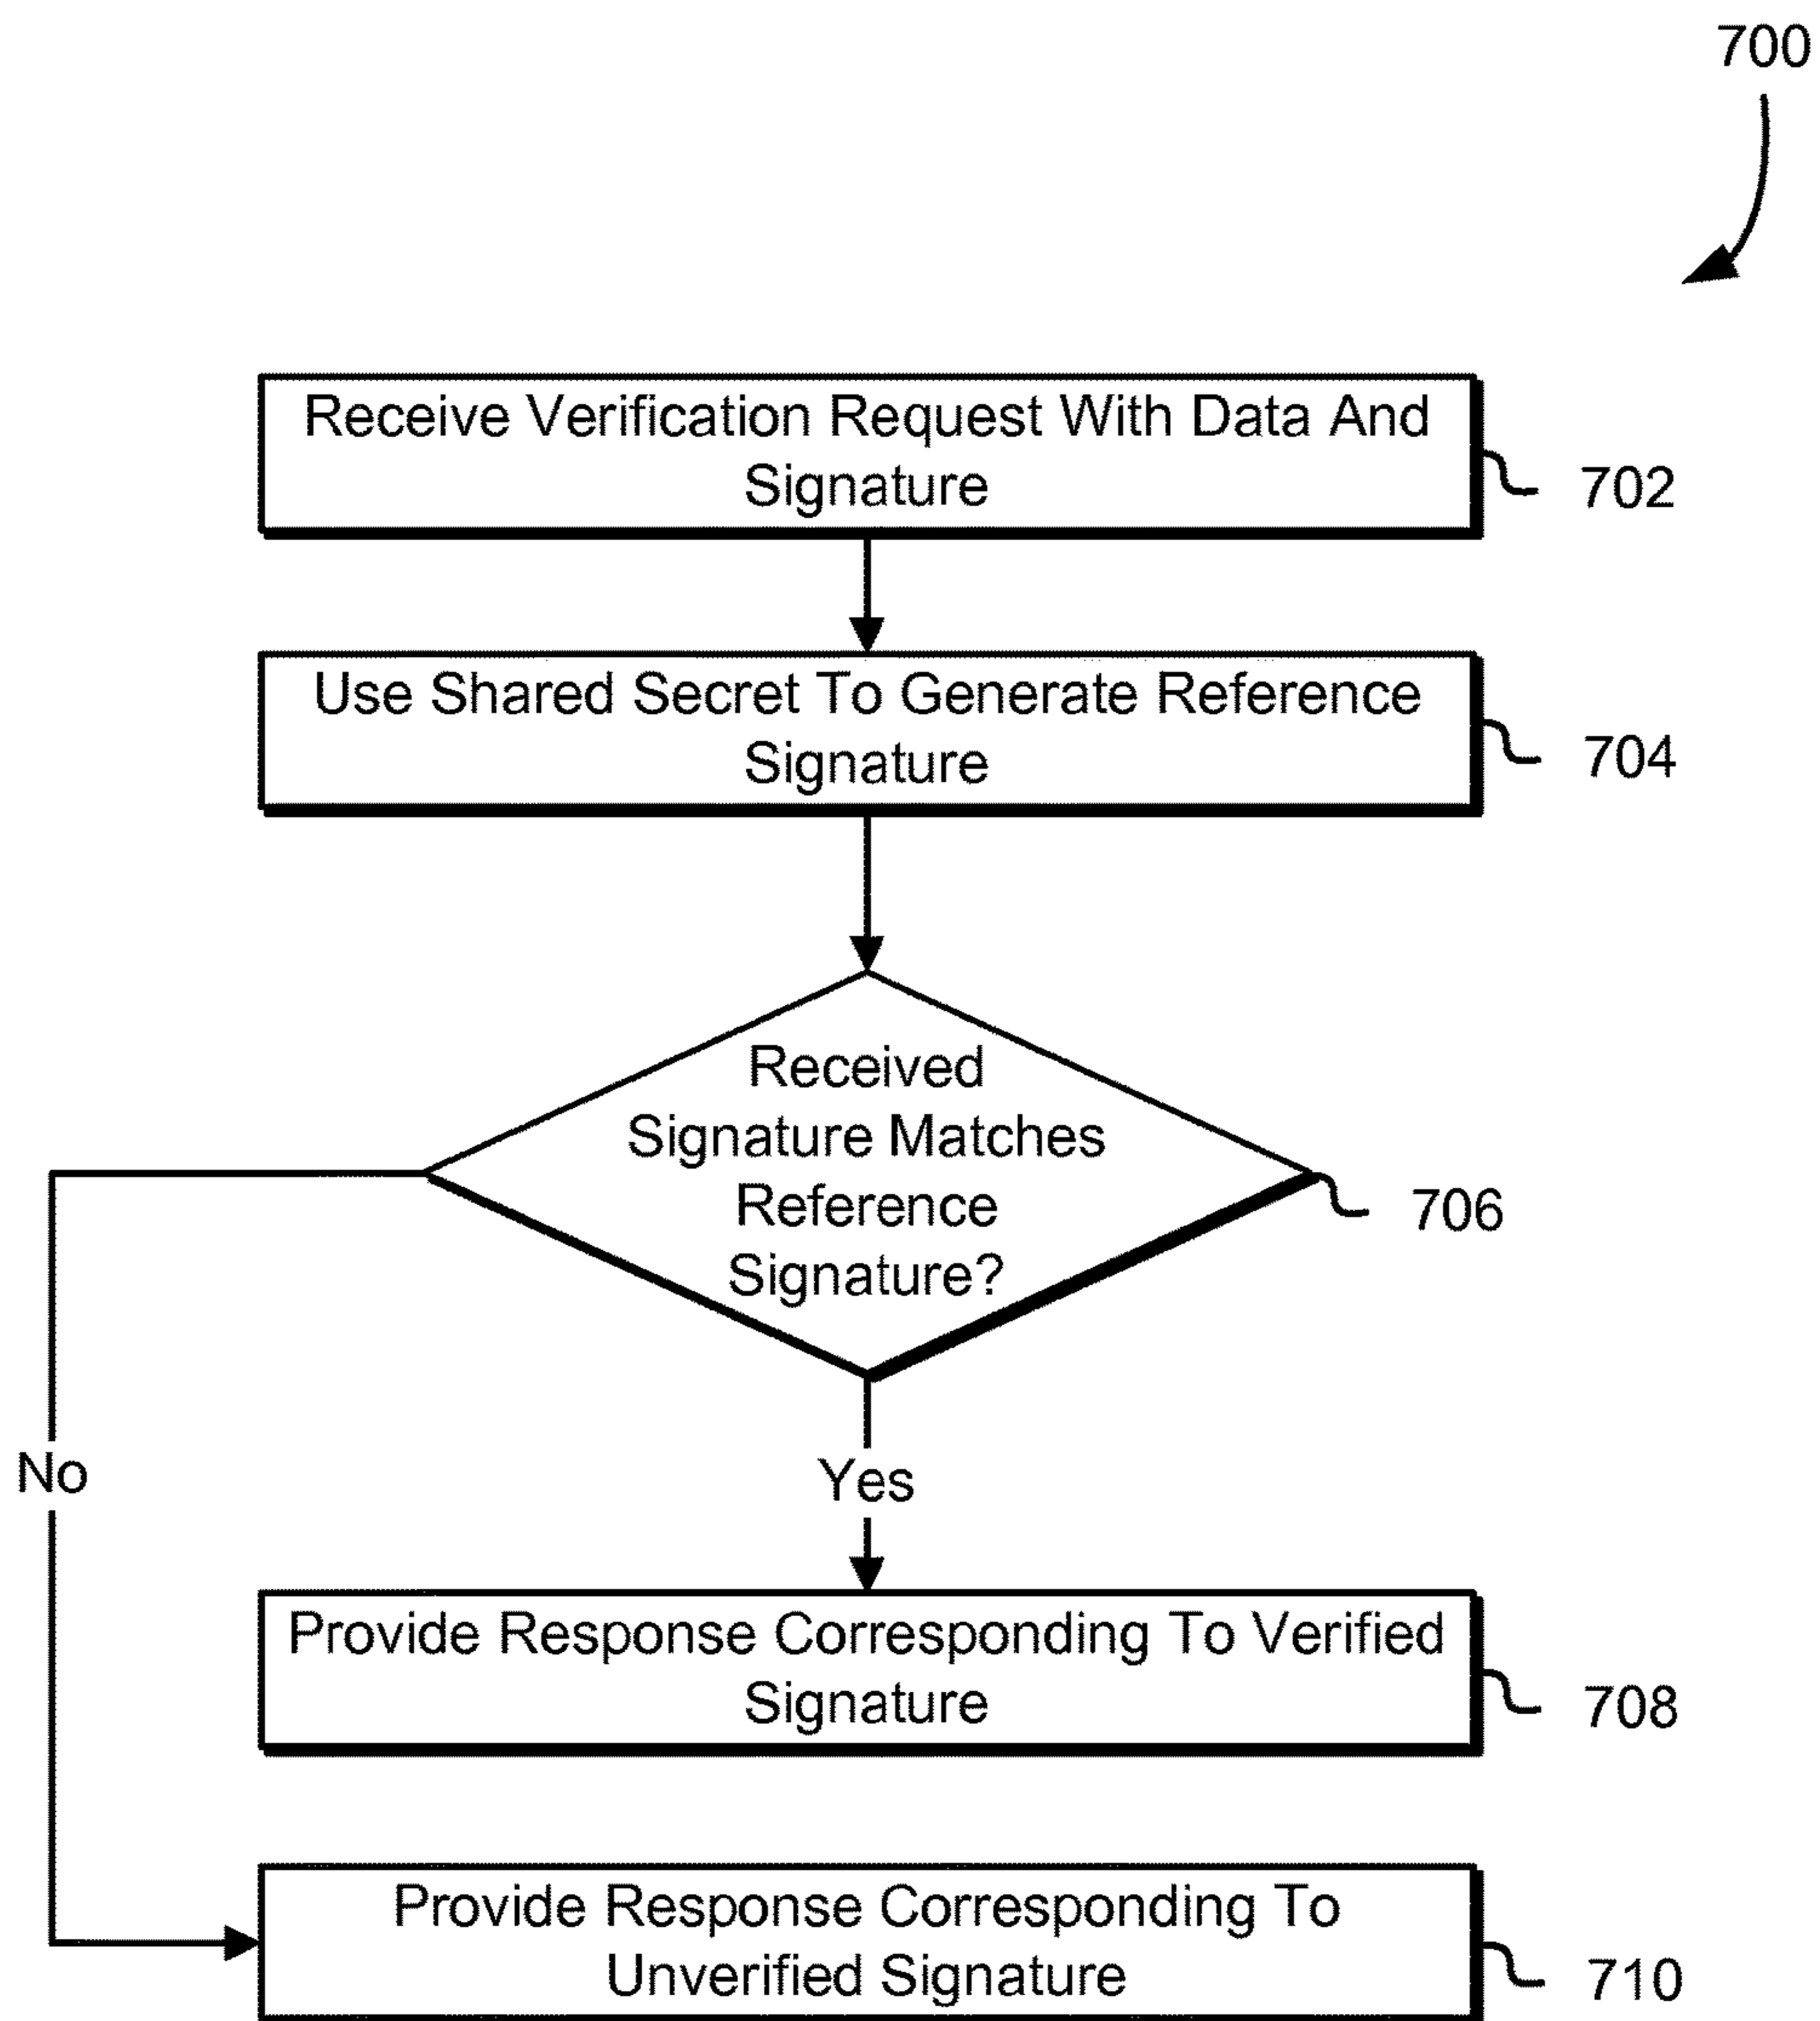 700
Receive Verification Request With Data And
Signature
702
Use Shared Secret To Generate Reference
Signature
704
Received
Signature Matches
Reference
Signature?
706
No
Yes
Provide Response Corresponding To Verified
Signature
708
Provide Response Corresponding To
Unverified Signature
710